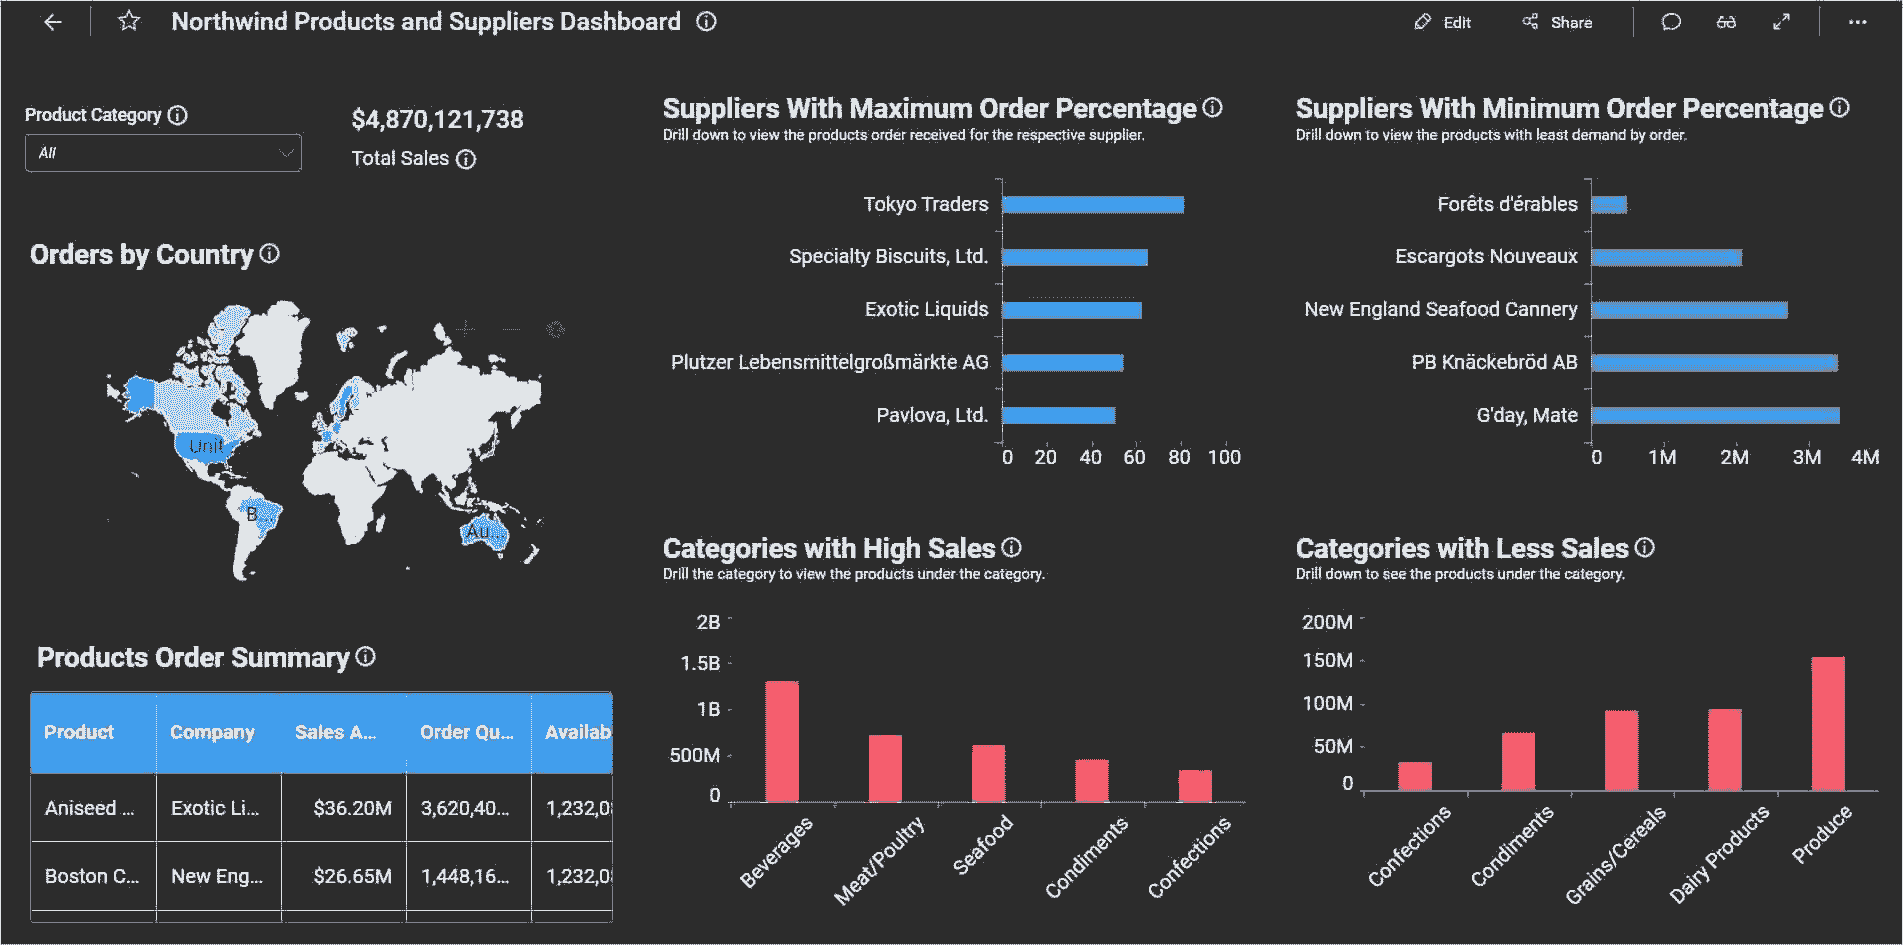 Northwind Products and Suppliers Dashboard
Edit
Share
Product Category
All
$4,870,121,738
Total Sales
Orders by Country
Unit
B...
Au...
Products Order Summary
Product Company Sales A... Order Qu... Availab
Aniseed ... Exotic Li... $36.20M 3,620,40... 1,232,0
Boston C... New Eng... $26.65M 1,448,16... 1,232,0
Suppliers With Maximum Order Percentage
Drill down to view the products order received for the respective supplier.
Tokyo Traders
Specialty Biscuits, Ltd.
Exotic Liquids
Plutzer Lebensmittelgroßmärkte AG
Pavlova, Ltd.
0 20 40 60 80 100
Suppliers With Minimum Order Percentage
Drill down to view the products with least demand by order.
Forêts d'érables
Escargots Nouveaux
New England Seafood Cannery
PB Knäckebröd AB
G'day, Mate
0 1M 2M 3M 4M
Categories with High Sales
Drill the category to view the products under the category.
2B
1.5B
1B
500M
0
Beverages
Meat/Poultry
Seafood
Condiments
Confections
Categories with Less Sales
Drill down to see the products under the category.
200M
150M
100M
50M
0
Confections
Condiments
Grains/Cereals
Dairy Products
Produce